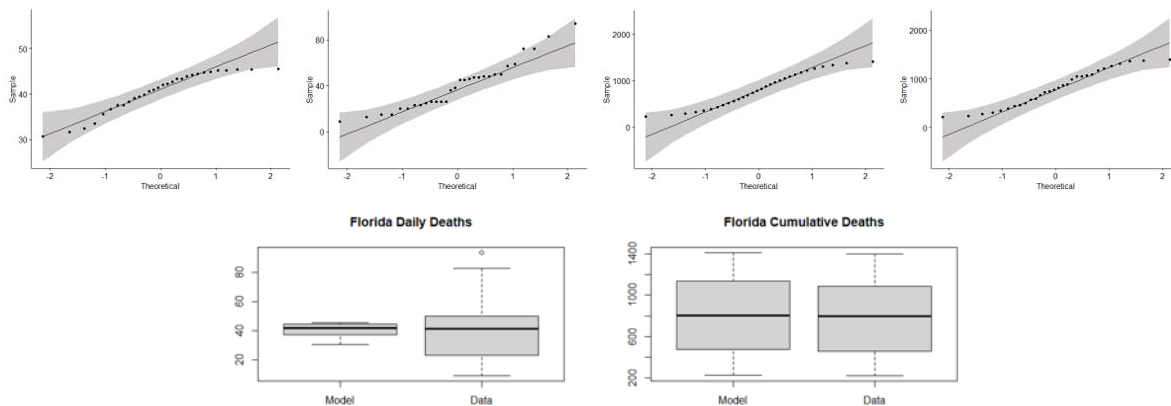 50
40
30
Sample
-2
-1
0
1
2
Theoretical
80
40
0
Sample
-2
-1
0
1
2
Theoretical
2000
1000
0
Sample
-2
-1
0
1
2
Theoretical
2000
1000
0
Sample
-2
-1
0
1
2
Theoretical
Florida Daily Deaths
80
60
40
20
Model
Data
Florida Cumulative Deaths
1400
1000
600
200
Model
Data